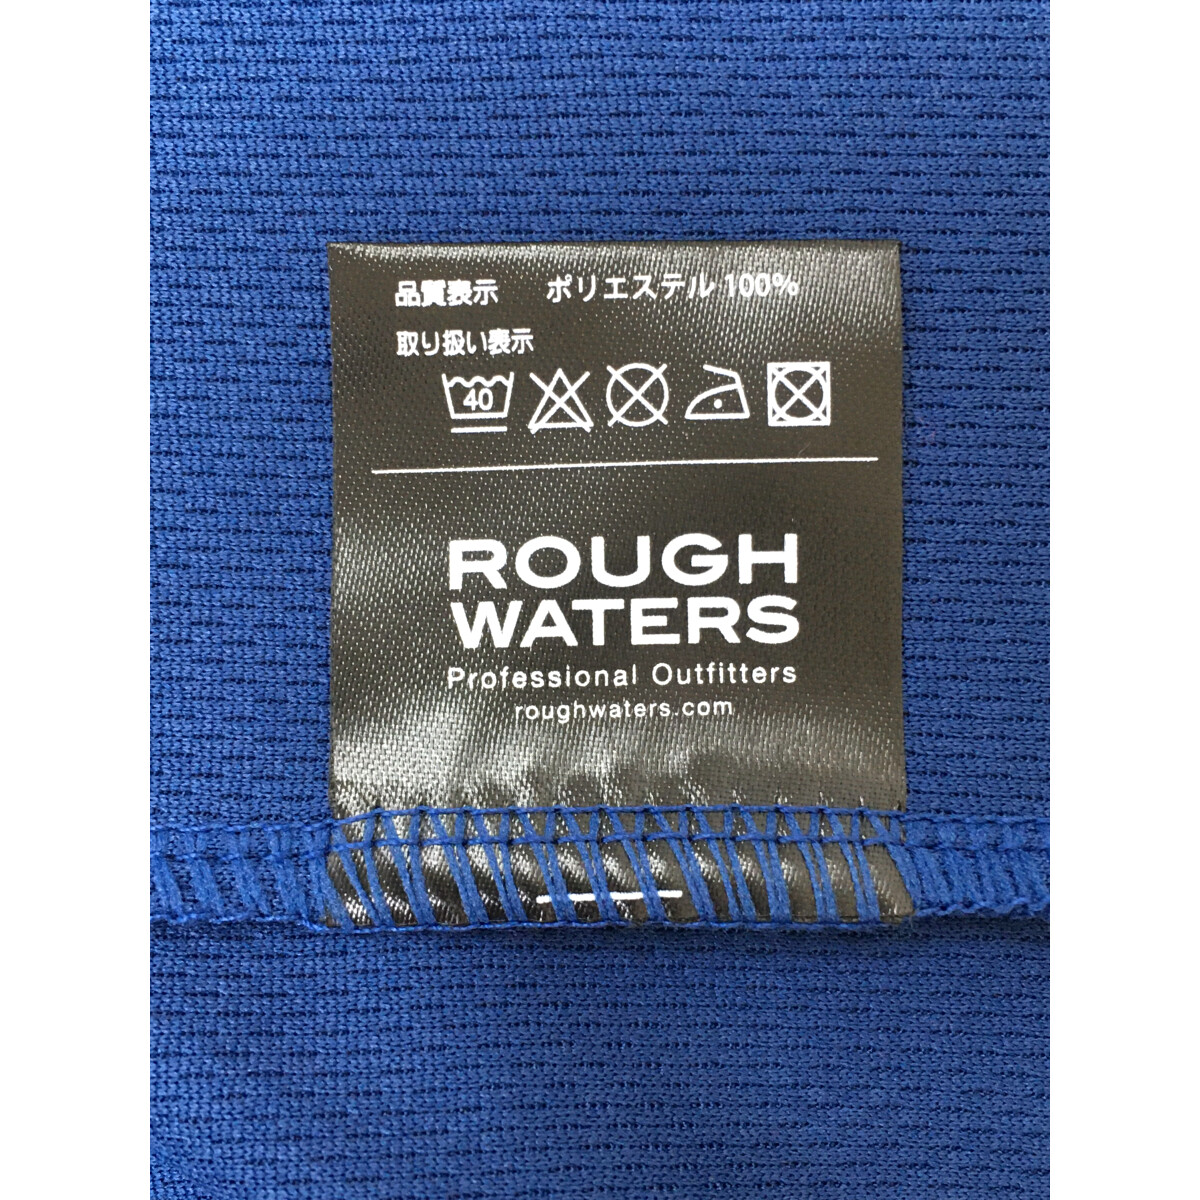 品質表示 ポリエステル 100%
取り扱い表示
40
ROUGH
WATERS
Professional Outfitters
roughwaters.com